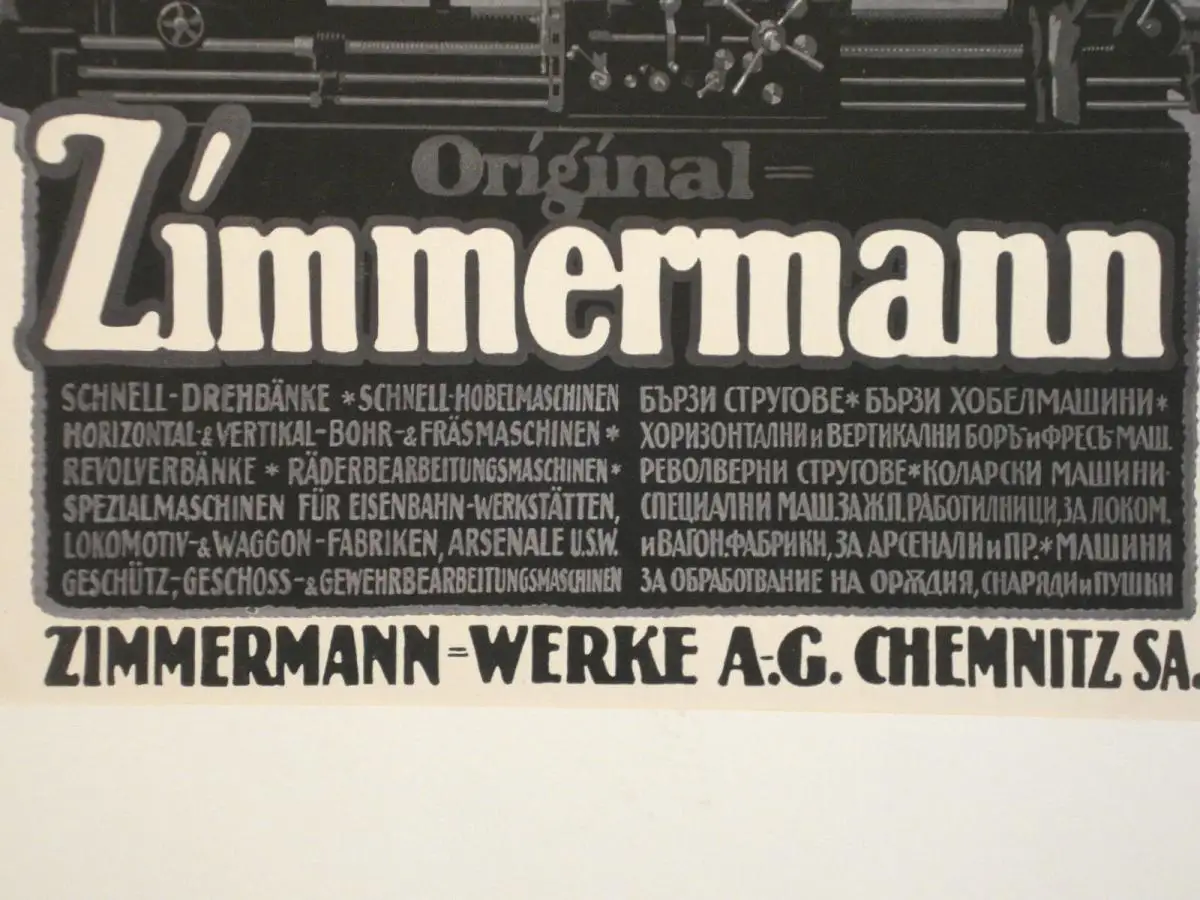 Original=
Zimmermann
SCHNELL-DREHBÄNKE * SCHNELL-HOBELMASCHINEN
HORIZONTAL-& VERTIKAL-BOHR-& FRÄSMASCHINEN *
REVOLVERBÄNKE * RÄDERBEARBEITUNGSMASCHINEN *
SPEZIALMASCHINEN FÜR EISENBAHN-WERKSTÄTTEN,
LOKOMOTIV-& WAGGON-FABRIKEN, ARSENALE U.S.W.
GESCHÜTZ-, GESCHOSS-& GEWEHRBEARBEITUNGSMASCHINEN
БЪРЗИ СТРУГОВЕ * БЪРЗИ ХОБЕЛМАШИНИ *
ХОРИЗОНТАЛНИ и ВЕРТИКАЛНИ БОРЪ- и ФРЕСЪ-МАШ.
РЕВОЛВЕРНИ СТРУГОВЕ * КОЛАРСКИ МАШИНИ·
СПЕЦИАЛНИ МАШ. ЗА Ж.П. РАБОТИЛНИЦИ, ЗА ЛОКОМ.
и ВАГОН.ФАБРИКИ, ЗА АРСЕНАЛИ и ПР. * МАШИНИ
ЗА ОБРАБОТВАНИЕ НА ОРѪДИЯ, СНАРЯДИ и ПУШКИ
ZIMMERMANN=WERKE A.-G. CHEMNITZ SA.